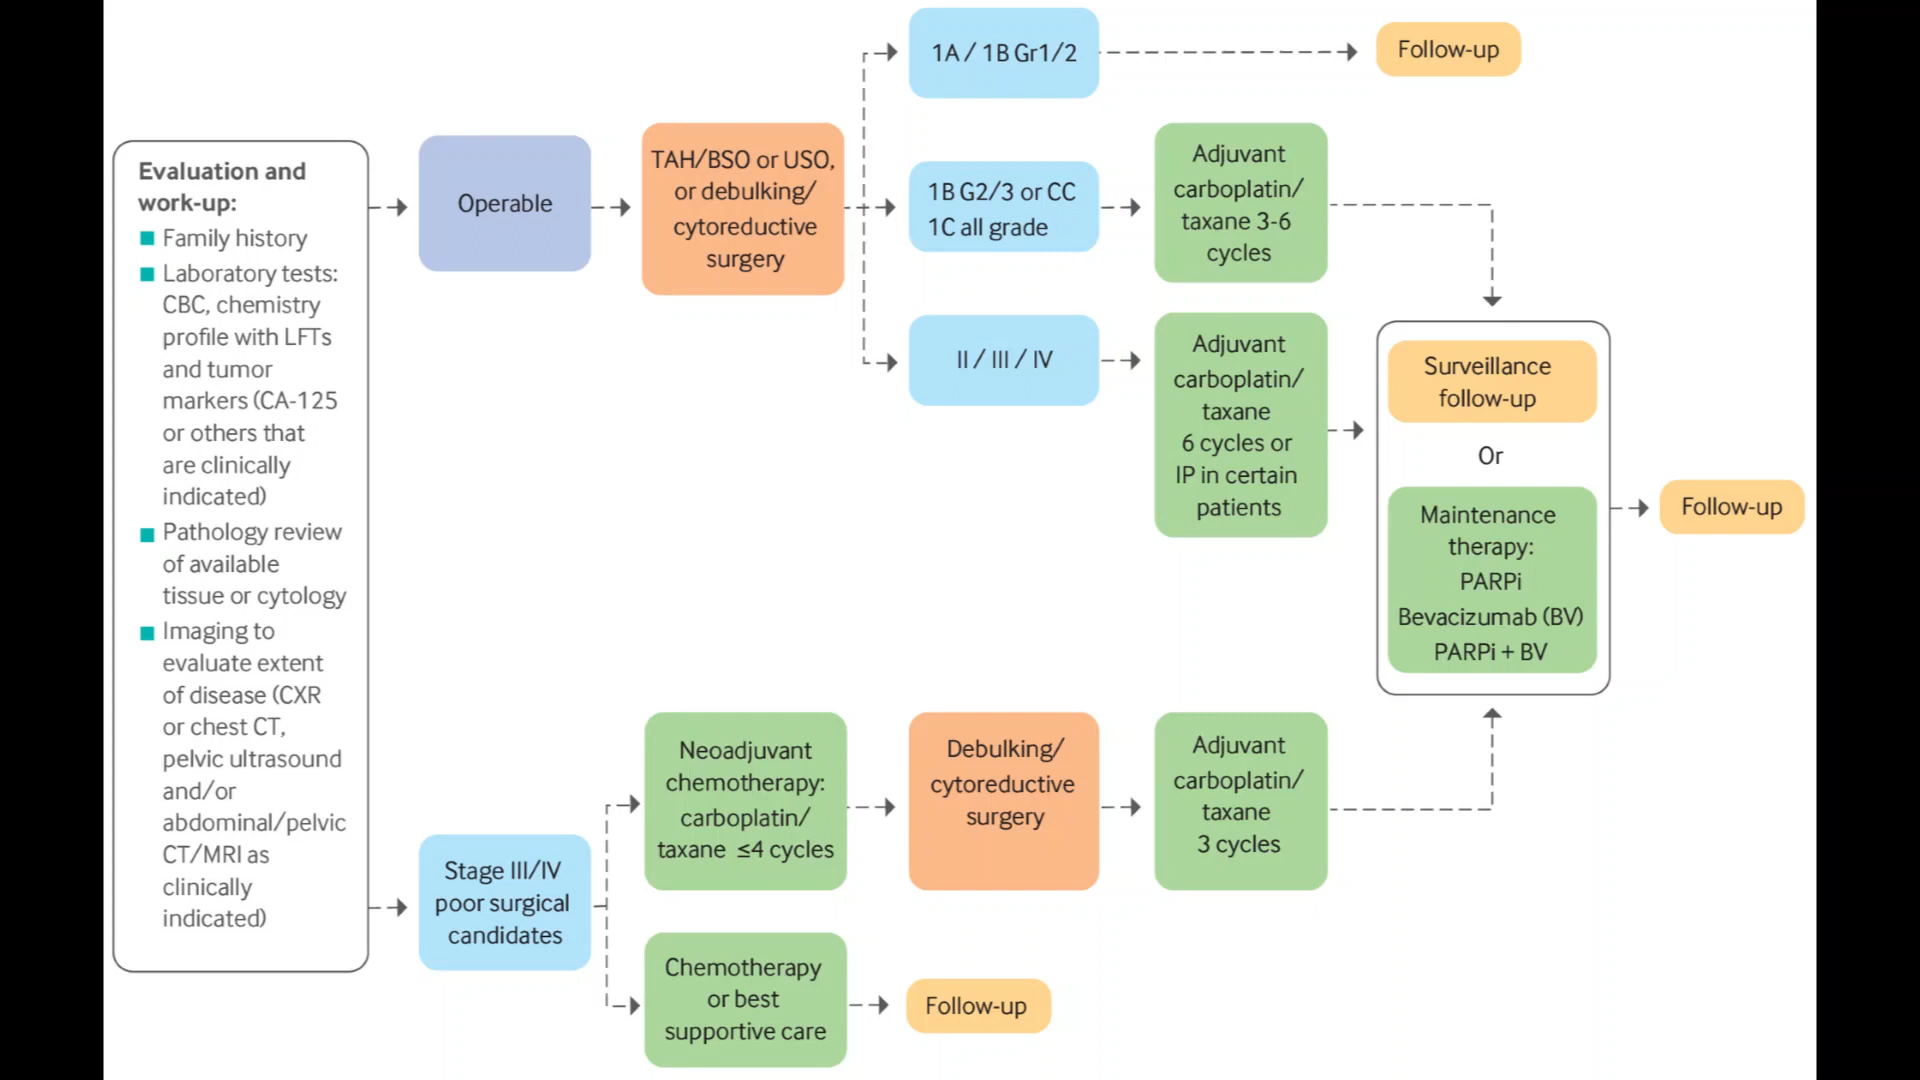 Evaluation and
work-up:
Family history
Laboratory tests:
CBC, chemistry
profile with LFTs
and tumor
markers (CA-125
or others that
are clinically
indicated)
Pathology review
of available
tissue or cytology
Imaging to
evaluate extent
of disease (CXR
or chest CT,
pelvic ultrasound
and/or
abdominal/pelvic
CT/MRI as
clinically
indicated)
Operable
TAH/BSO or USO,
or debulking/
cytoreductive
surgery
1A / 1B Gr1/2
Follow-up
1B G2/3 or CC
1C all grade
Adjuvant
carboplatin/
taxane 3-6
cycles
II / III / IV
Adjuvant
carboplatin/
taxane
6 cycles or
IP in certain
patients
Surveillance
follow-up
Or
Maintenance
therapy:
PARPi
Bevacizumab (BV)
PARPi + BV
Follow-up
Stage III/IV
poor surgical
candidates
Neoadjuvant
chemotherapy:
carboplatin/
taxane ≤4 cycles
Debulking/
cytoreductive
surgery
Adjuvant
carboplatin/
taxane
3 cycles
Chemotherapy
or best
supportive care
Follow-up